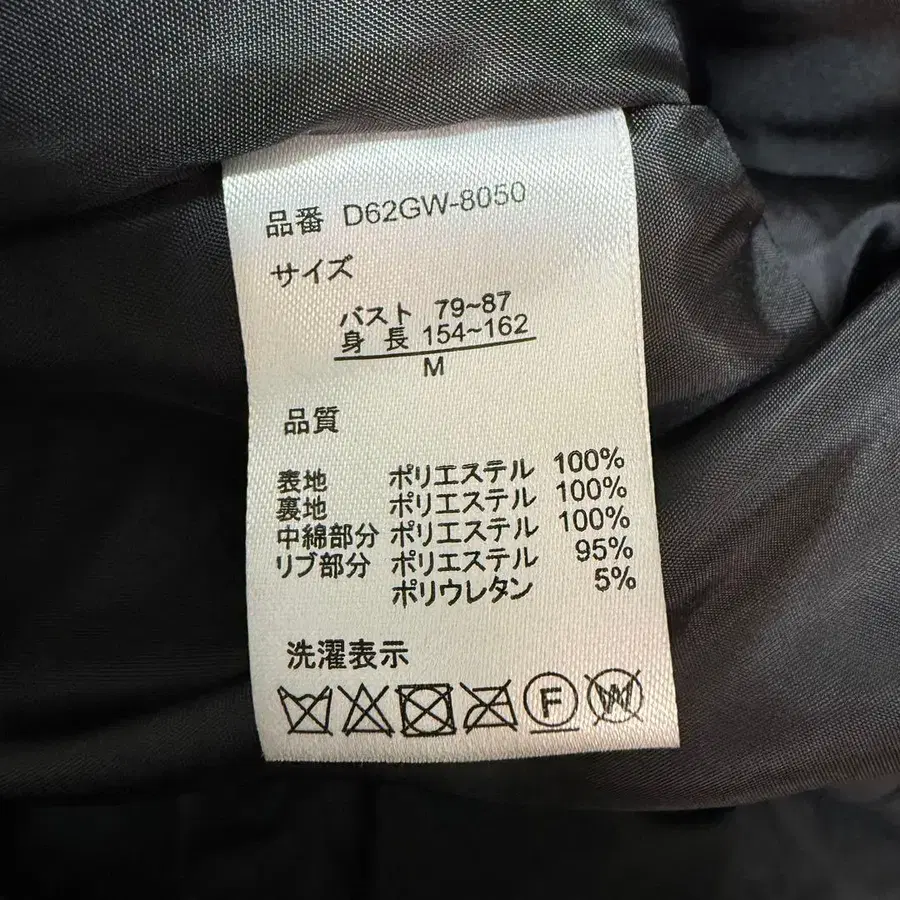 品番 D62GW-8050
サイズ
バスト 79~87
身長 154~162
M
品質
表地 ポリエステル 100%
裏地 ポリエステル 100%
中綿部分 ポリエステル 100%
リブ部分 ポリエステル 95%
ポリウレタン 5%
洗濯表示
F W